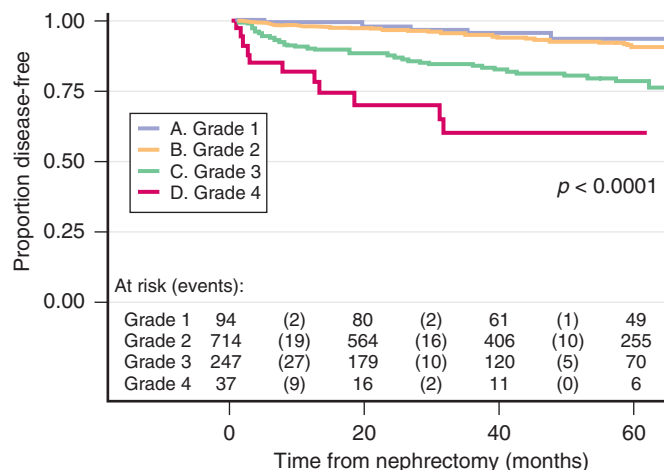 1.00
0.75
0.50
0.25
0.00
Proportion disease-free
A. Grade 1
B. Grade 2
C. Grade 3
D. Grade 4
p < 0.0001
At risk (events):
Grade 1 94 (2) 80 (2) 61 (1) 49
Grade 2 714 (19) 564 (16) 406 (10) 255
Grade 3 247 (27) 179 (10) 120 (5) 70
Grade 4 37 (9) 16 (2) 11 (0) 6
0 20 40 60
Time from nephrectomy (months)